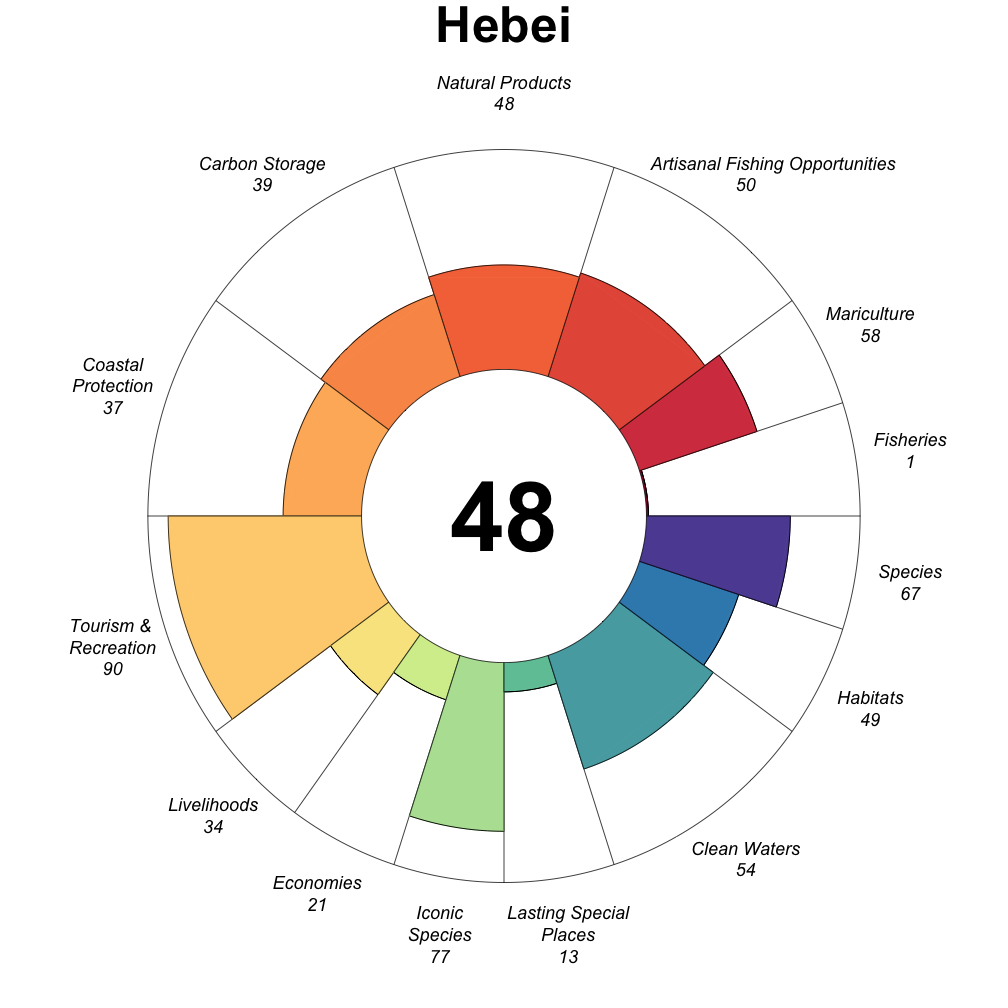 Hebei
Natural Products
48
Carbon Storage
39
Artisanal Fishing Opportunities
50
Mariculture
58
Coastal
Protection
37
Fisheries
1
48
Species
67
Tourism &
Recreation
90
Habitats
49
Livelihoods
34
Clean Waters
54
Economies
21
Iconic
Species
77
Lasting Special
Places
13